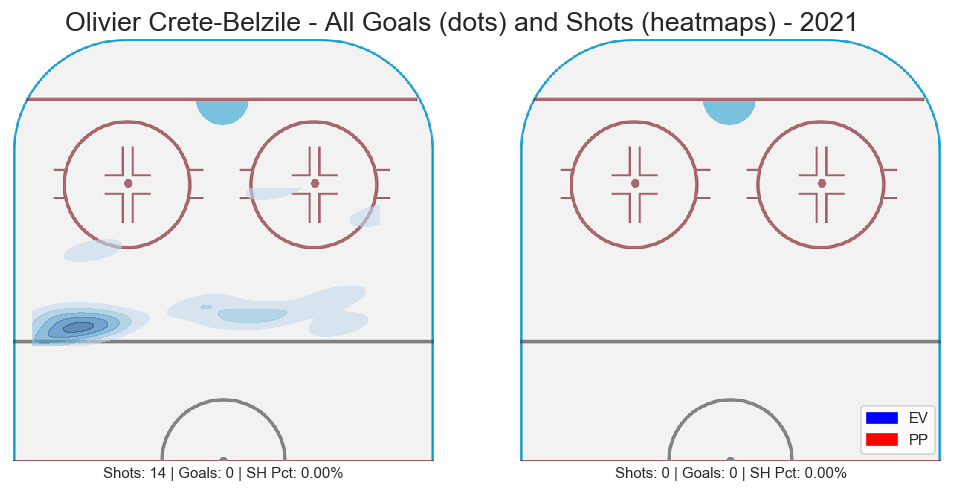 Olivier Crete-Belzile - All Goals (dots) and Shots (heatmaps) - 2021
EV
PP
Shots: 14 | Goals: 0 | SH Pct: 0.00%
Shots: 0 | Goals: 0 | SH Pct: 0.00%